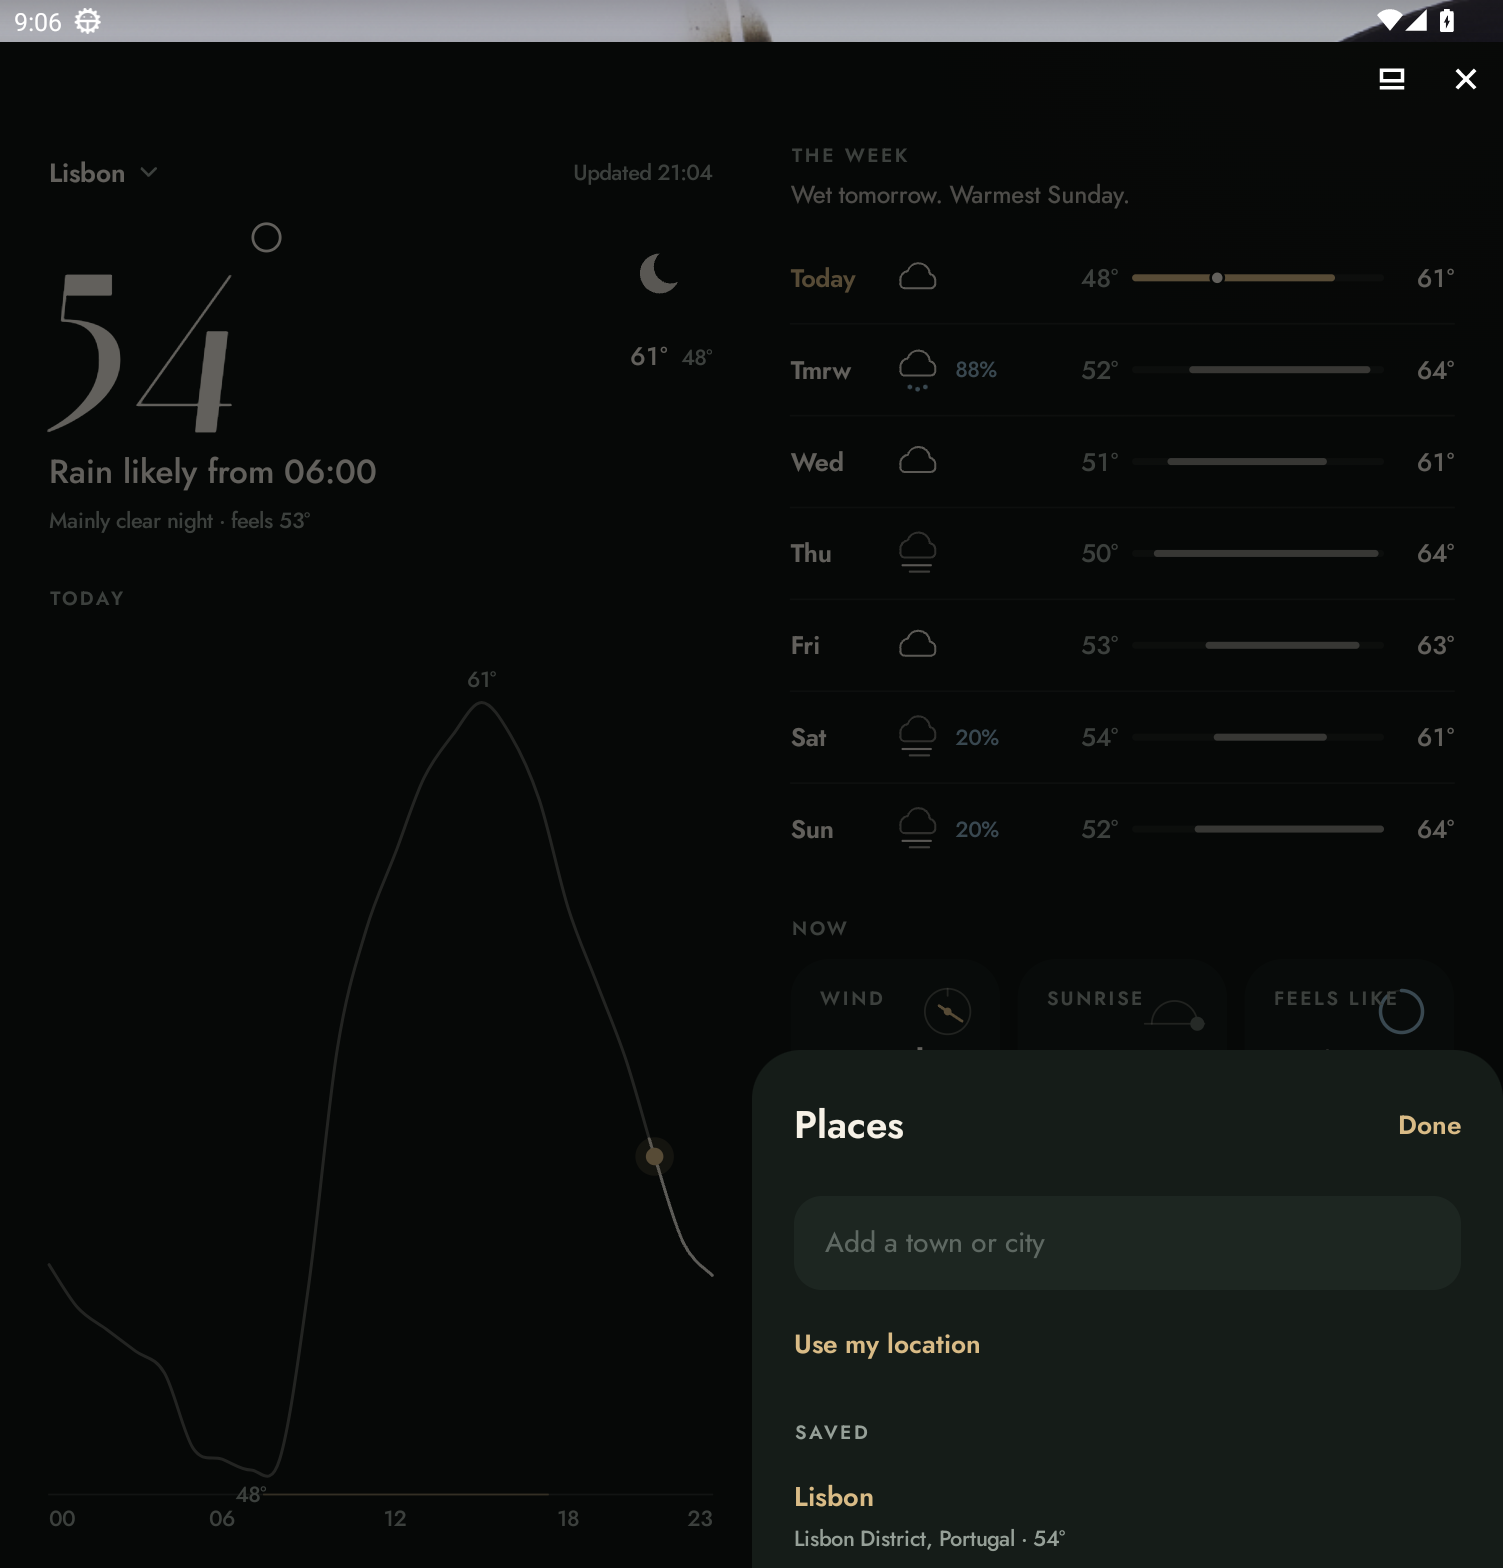 9:06
Lisbon
Updated 21:04
54°
61° 48°
Rain likely from 06:00
Mainly clear night · feels 53°
TODAY
61°
48°
00 06 12 18 23
THE WEEK
Wet tomorrow. Warmest Sunday.
Today 48° 61°
Tmrw 88% 52° 64°
Wed 51° 61°
Thu 50° 64°
Fri 53° 63°
Sat 20% 54° 61°
Sun 20% 52° 64°
NOW
WIND SUNRISE FEELS LIKE
Places
Done
Add a town or city
Use my location
SAVED
Lisbon
Lisbon District, Portugal · 54°